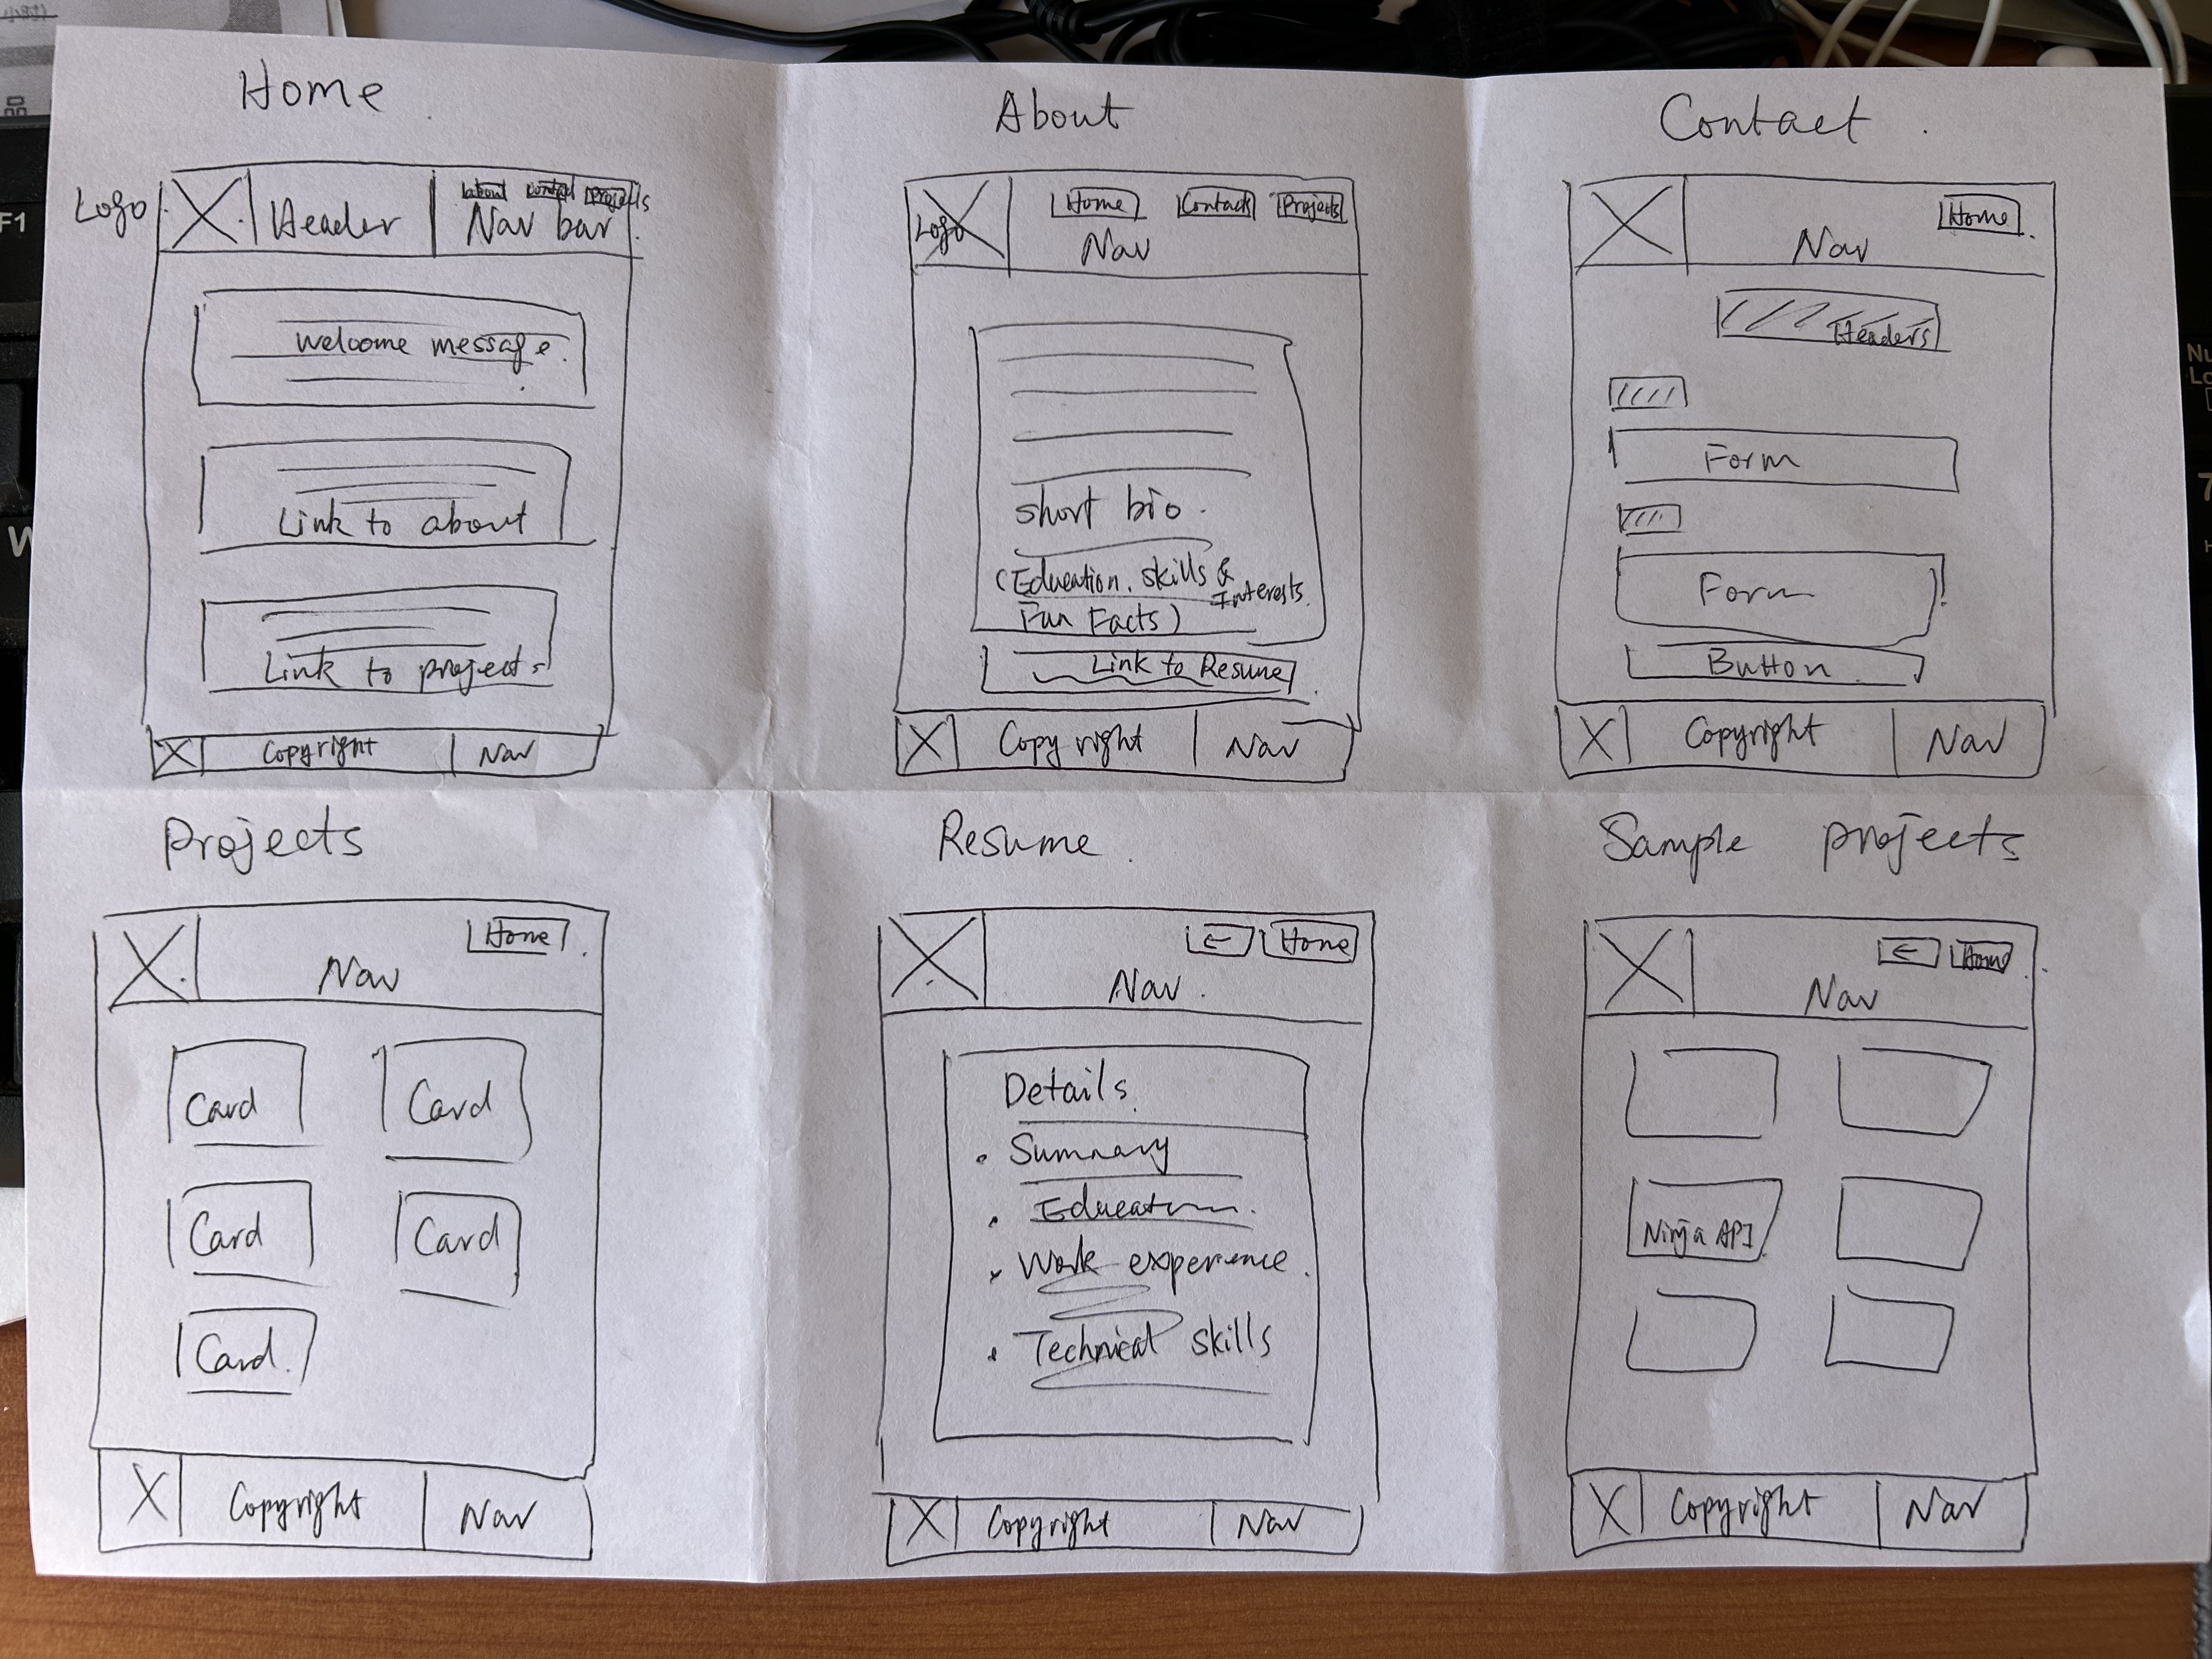 Home
Logo
Header
about contact Projects
Nav bar
Welcome message.
Link to about
Link to projects
Copyright
Nav
About
Logo
Home Contacts Projects
Nav
short bio.
(Education, skills &
Interests
Fun Facts)
Link to Resume
Copyright
Nav
Contact
Home
Nav
Headers
Form
Form
Button
Copyright
Nav
Projects
Home
Nav
Card Card
Card Card
Card
Copyright
Nav
Resume
← Home
Nav
Details
• Summary
• Education
• Work experience
• Technical skills
Copyright
Nav
Sample projects
← Home
Nav
Ninja API
Copyright
Nav
F1
W
7